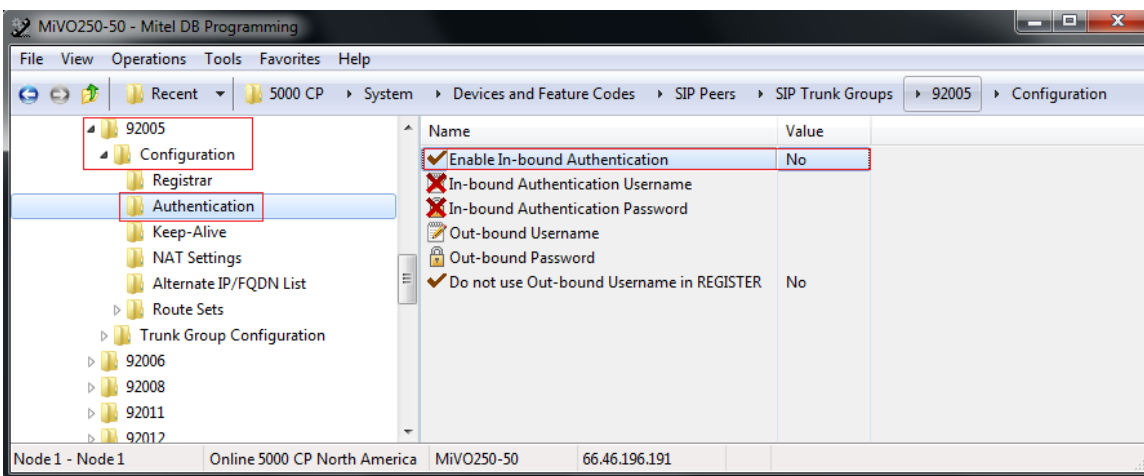 MiVO250-50 - Mitel DB Programming
File View Operations Tools Favorites Help
Recent 5000 CP System Devices and Feature Codes SIP Peers SIP Trunk Groups 92005 Configuration
92005
Configuration
Registrar
Authentication
Keep-Alive
NAT Settings
Alternate IP/FQDN List
Route Sets
Trunk Group Configuration
92006
92008
92011
92012
Name Value
Enable In-bound Authentication No
In-bound Authentication Username
In-bound Authentication Password
Out-bound Username
Out-bound Password
Do not use Out-bound Username in REGISTER No
Node 1 - Node 1 Online 5000 CP North America MiVO250-50 66.46.196.191